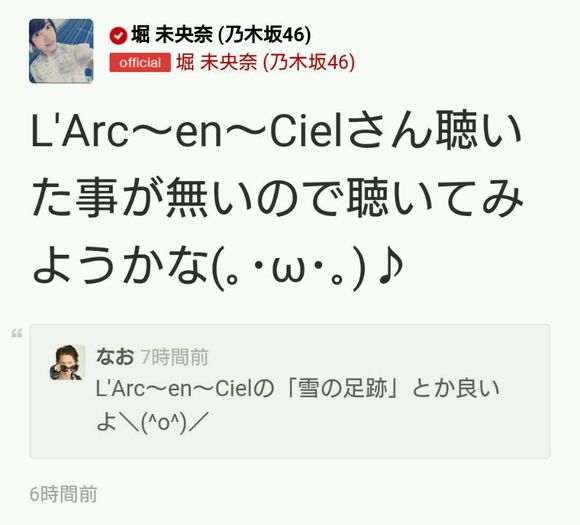 堀 未央奈 (乃木坂46)
official 堀 未央奈 (乃木坂46)
L'Arc〜en〜Cielさん聴い
た事が無いので聴いてみ
ようかな(｡･ω･｡)♪
“
なお 7時間前
L'Arc〜en〜Cielの「雪の足跡」とか良い
よ＼(^o^)／
6時間前